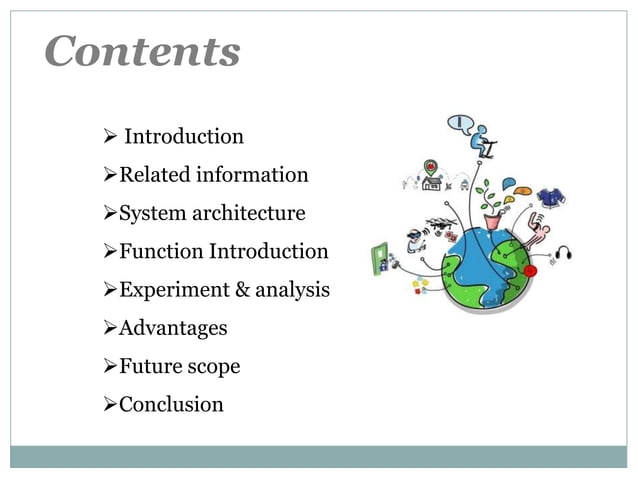 Contents
➢ Introduction
➢Related information
➢System architecture
➢Function Introduction
➢Experiment & analysis
➢Advantages
➢Future scope
➢Conclusion